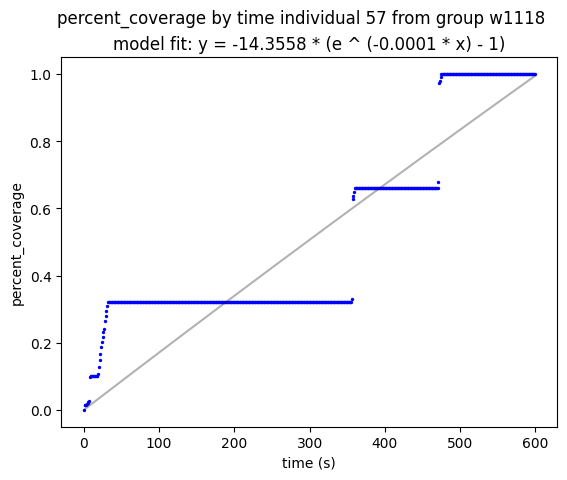 percent_coverage by time individual 57 from group w1118
model fit: y = -14.3558 * (e ^ (-0.0001 * x) - 1)
1.0
0.8
0.6
0.4
0.2
0.0
percent_coverage
0 100 200 300 400 500 600
time (s)